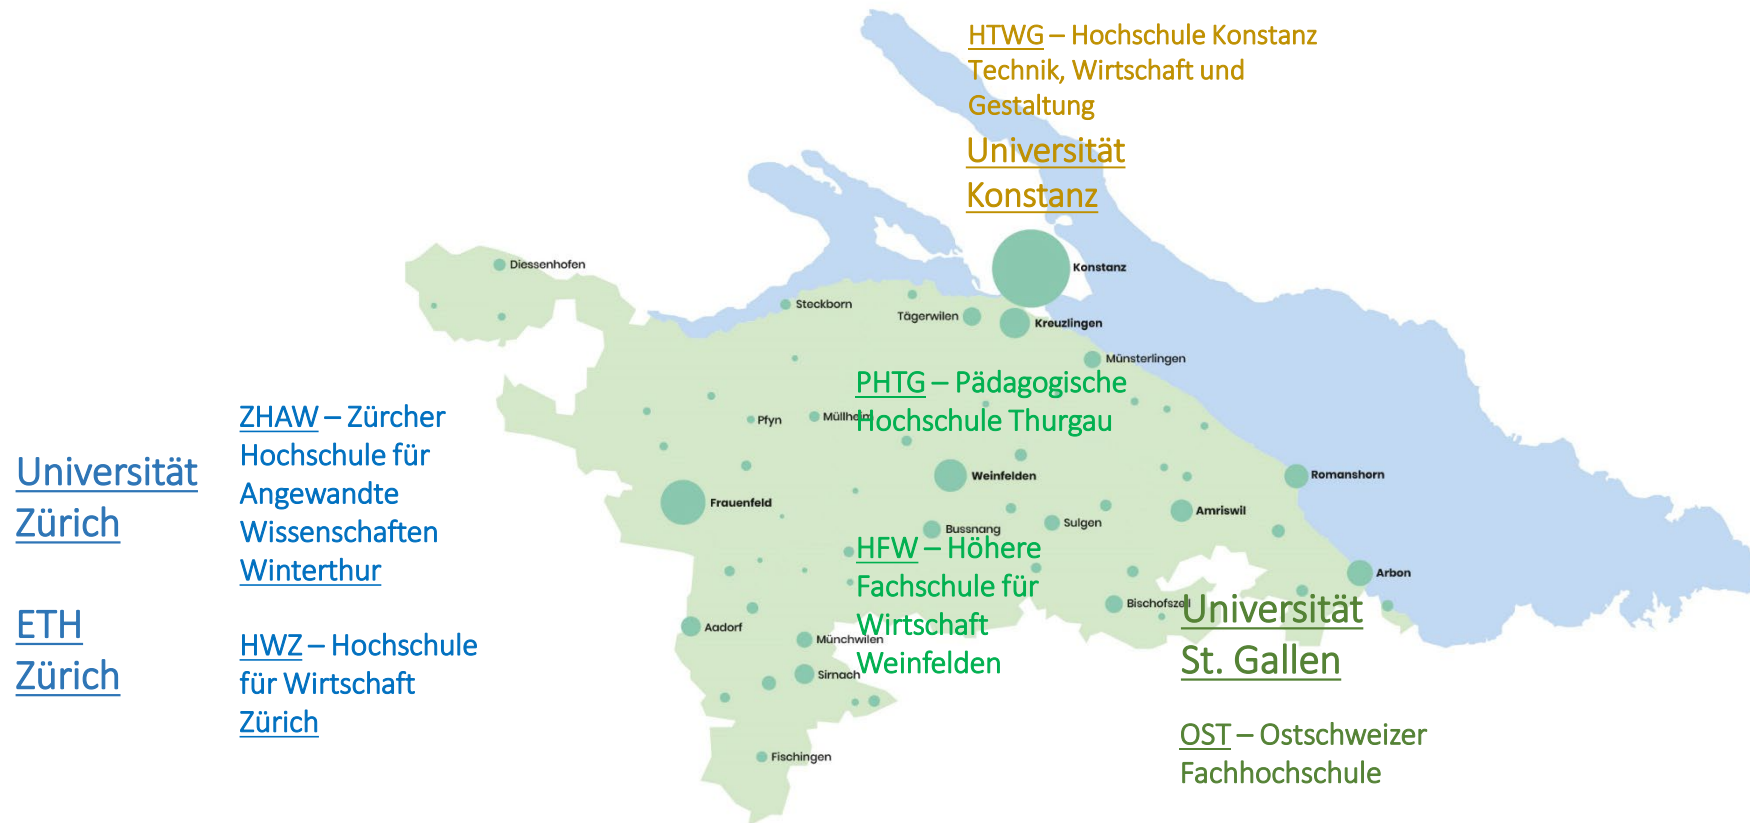 HTWG – Hochschule Konstanz
Technik, Wirtschaft und
Gestaltung
Universität
Konstanz
Konstanz
Diessenhofen
Steckborn
Tägerwilen
Kreuzlingen
Münsterlingen
PHTG – Pädagogische
Hochschule Thurgau
Pfyn
Müllheim
ZHAW – Zürcher
Hochschule für
Angewandte
Wissenschaften
Winterthur
Universität
Zürich
Weinfelden
Romanshorn
Frauenfeld
Amriswil
Sulgen
Bussnang
HFW – Höhere
Fachschule für
Wirtschaft
Weinfelden
Arbon
Bischofszell
Universität
St. Gallen
ETH
Zürich
HWZ – Hochschule
für Wirtschaft
Zürich
Aadorf
Münchwilen
Sirnach
Fischingen
OST – Ostschweizer
Fachhochschule